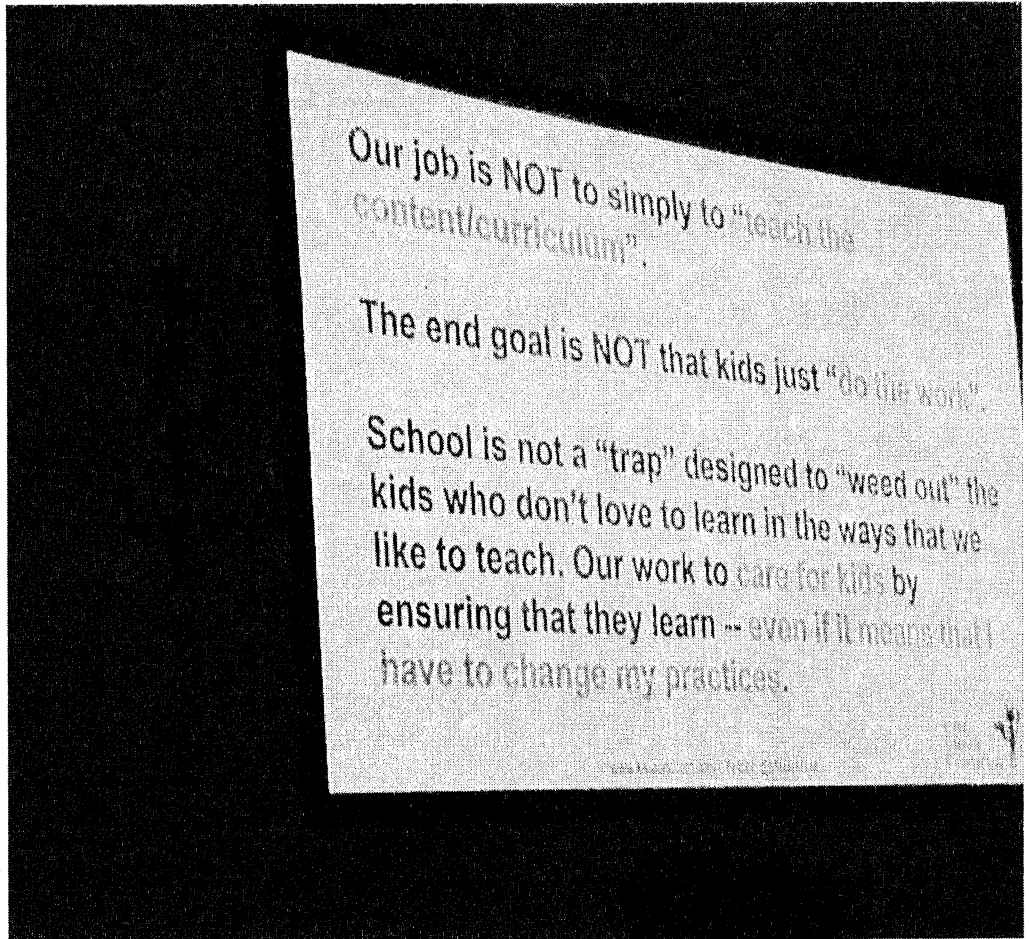 Our job is NOT to simply to “teach the
content/curriculum”.
The end goal is NOT that kids just “do the work”.
School is not a “trap” designed to “weed out” the
kids who don’t love to learn in the ways that we
like to teach. Our work to care for kids by
ensuring that they learn -- even if it means that I
have to change my practices.